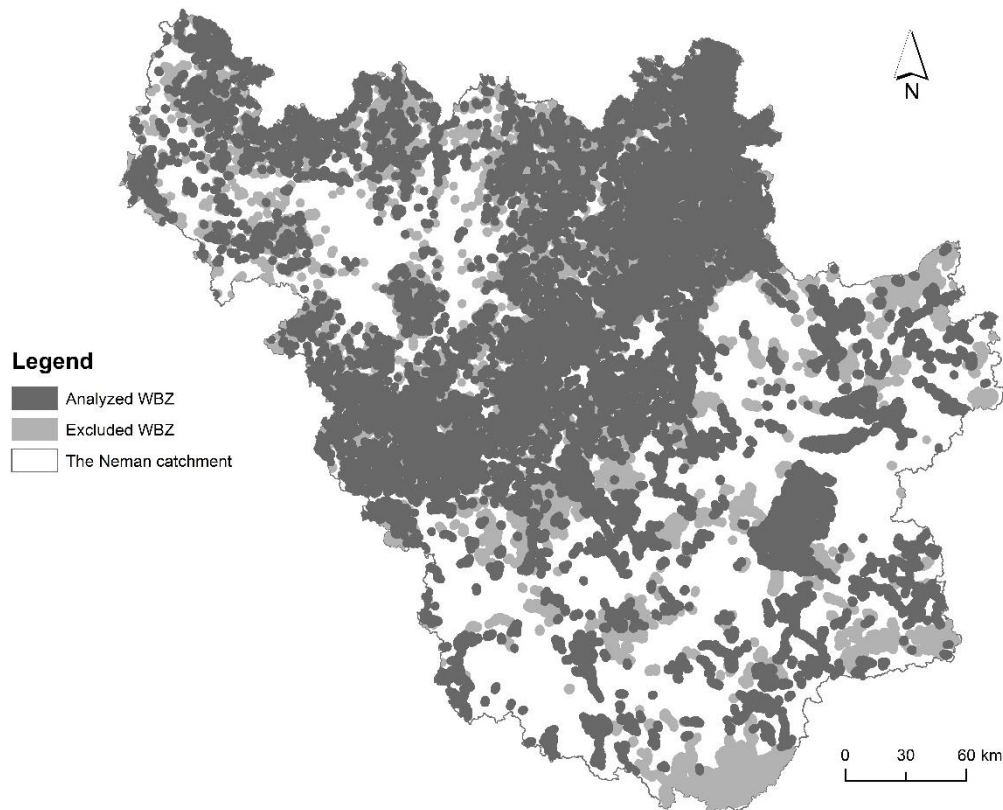 N
Legend
Analyzed WBZ
Excluded WBZ
The Neman catchment
0 30 60 km